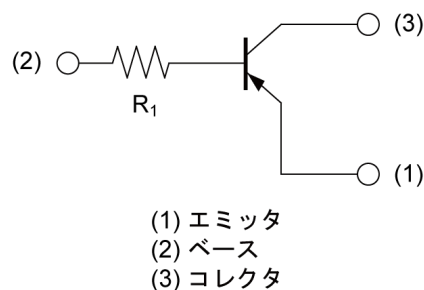 (3)
(2)
R₁
(1)
(1) エミッタ
(2) ベース
(3) コレクタ